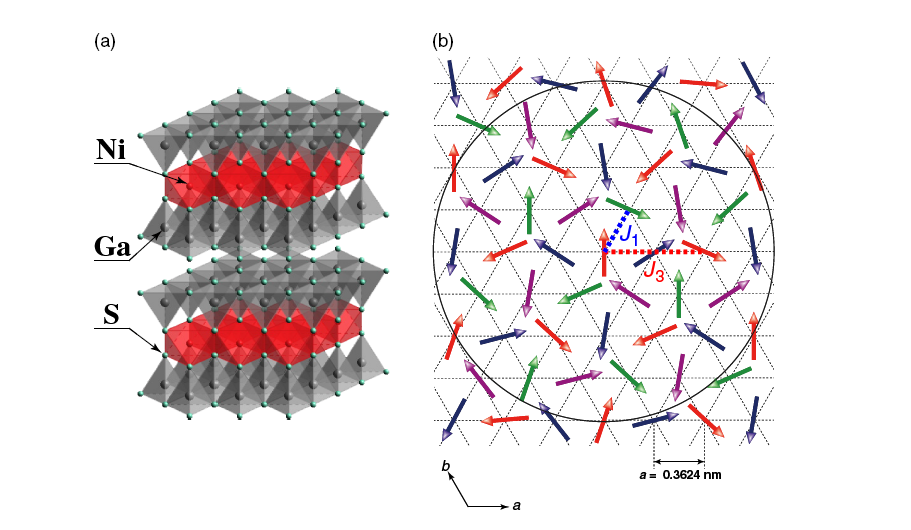 (a)
Ni
Ga
S
(b)
J1
J3
a = 0.3624 nm
b
a